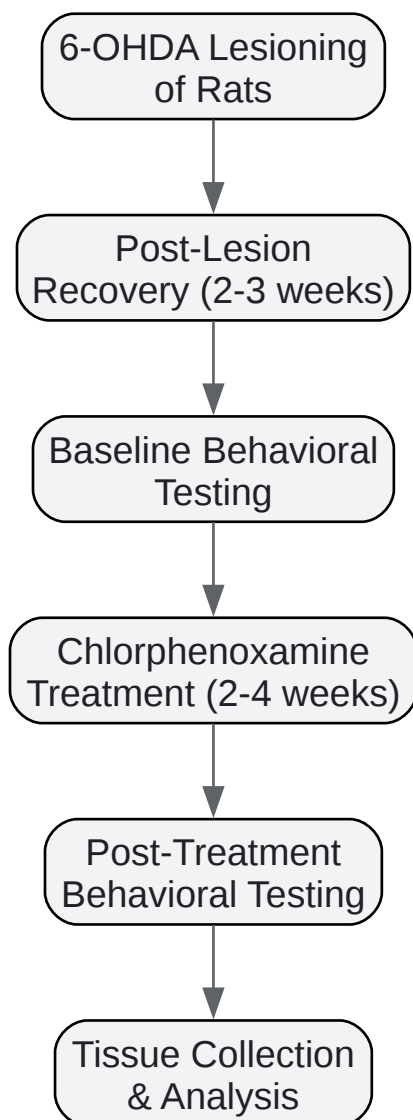 6-OHDA Lesioning
of Rats
Post-Lesion
Recovery (2-3 weeks)
Baseline Behavioral
Testing
Chlorphenoxamine
Treatment (2-4 weeks)
Post-Treatment
Behavioral Testing
Tissue Collection
& Analysis